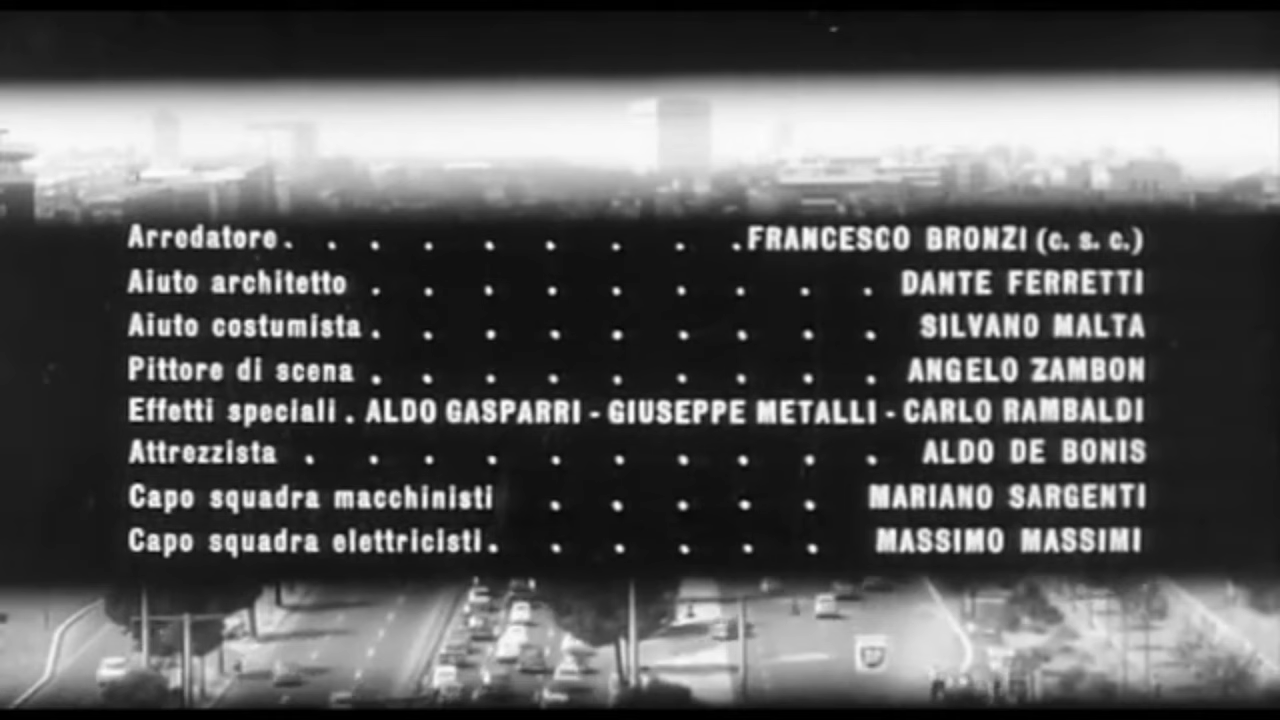 Arredatore. . . . . . . . .FRANCESCO BRONZI (c. s. c.)
Aiuto architetto . . . . . . . . . DANTE FERRETTI
Aiuto costumista . . . . . . . . . SILVANO MALTA
Pittore di scena . . . . . . . . . ANGELO ZAMBON
Effetti speciali . ALDO GASPARRI - GIUSEPPE METALLI - CARLO RAMBALDI
Attrezzista . . . . . . . . . . ALDO DE BONIS
Capo squadra macchinisti . . . . . MARIANO SARGENTI
Capo squadra elettricisti. . . . . . MASSIMO MASSIMI